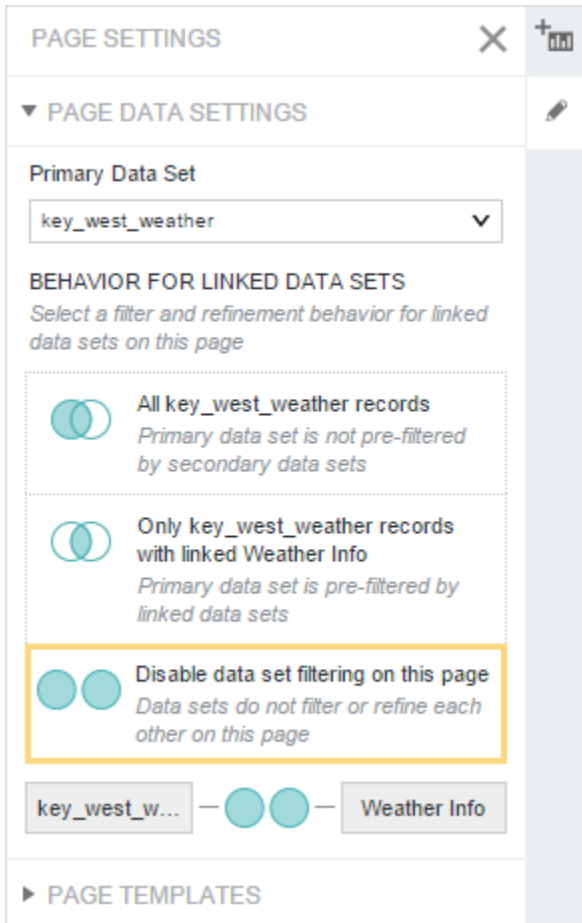 PAGE SETTINGS
PAGE DATA SETTINGS
Primary Data Set
key_west_weather
BEHAVIOR FOR LINKED DATA SETS
Select a filter and refinement behavior for linked
data sets on this page
All key_west_weather records
Primary data set is not pre-filtered
by secondary data sets
Only key_west_weather records
with linked Weather Info
Primary data set is pre-filtered by
linked data sets
Disable data set filtering on this page
Data sets do not filter or refine each
other on this page
key_west_w...
Weather Info
PAGE TEMPLATES